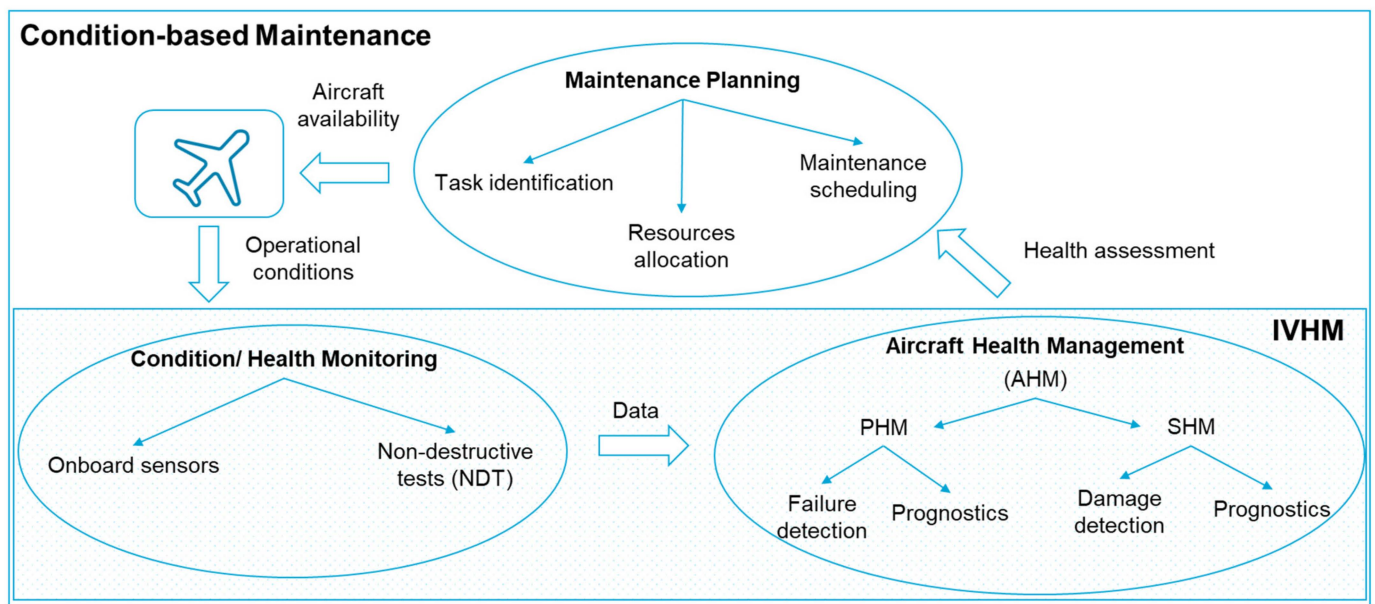 Condition-based Maintenance
Maintenance Planning
Aircraft
availability
Task identification
Maintenance
scheduling
Resources
allocation
Operational
conditions
Health assessment
IVHM
Condition/ Health Monitoring
Onboard sensors
Non-destructive
tests (NDT)
Data
Aircraft Health Management
(AHM)
PHM
SHM
Failure
detection
Prognostics
Damage
detection
Prognostics